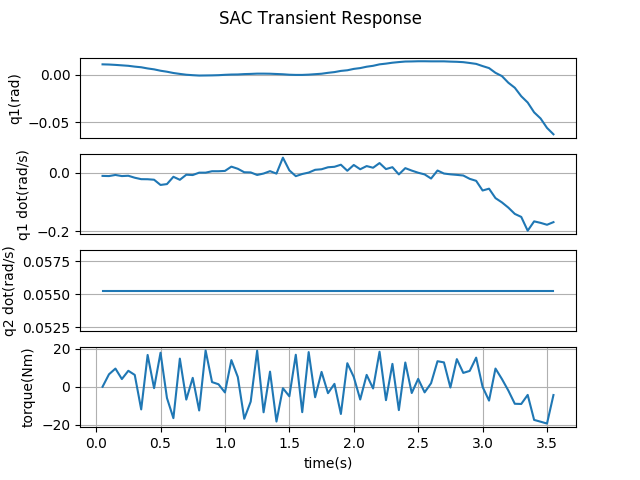 SAC Transient Response
q1(rad)
0.00
−0.05
q1 dot(rad/s)
0.0
−0.2
q2 dot(rad/s)
0.0575
0.0550
0.0525
torque(Nm)
20
0
−20
0.0 0.5 1.0 1.5 2.0 2.5 3.0 3.5
time(s)